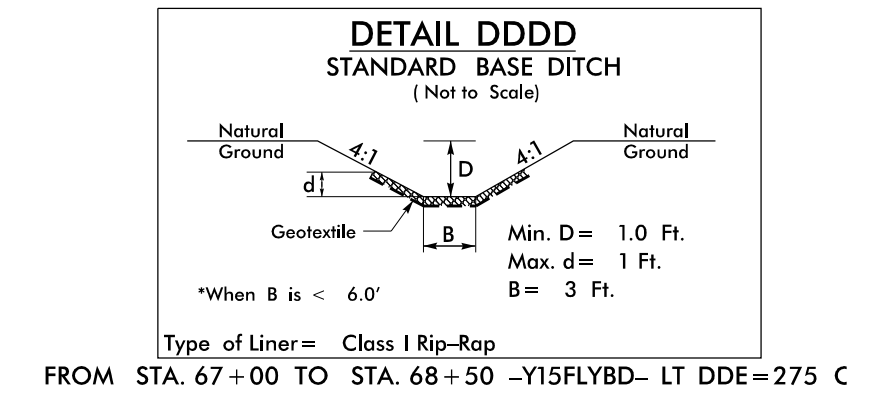 DETAIL DDDD
STANDARD BASE DITCH
( Not to Scale)
Natural
Ground
4:1
D
4:1
Natural
Ground
d
Geotextile
B
Min. D= 1.0 Ft.
Max. d= 1 Ft.
B= 3 Ft.
*When B is < 6.0'
Type of Liner= Class I Rip-Rap
FROM STA. 67+00 TO STA. 68+50 -Y15FLYBD- LT DDE=275 C